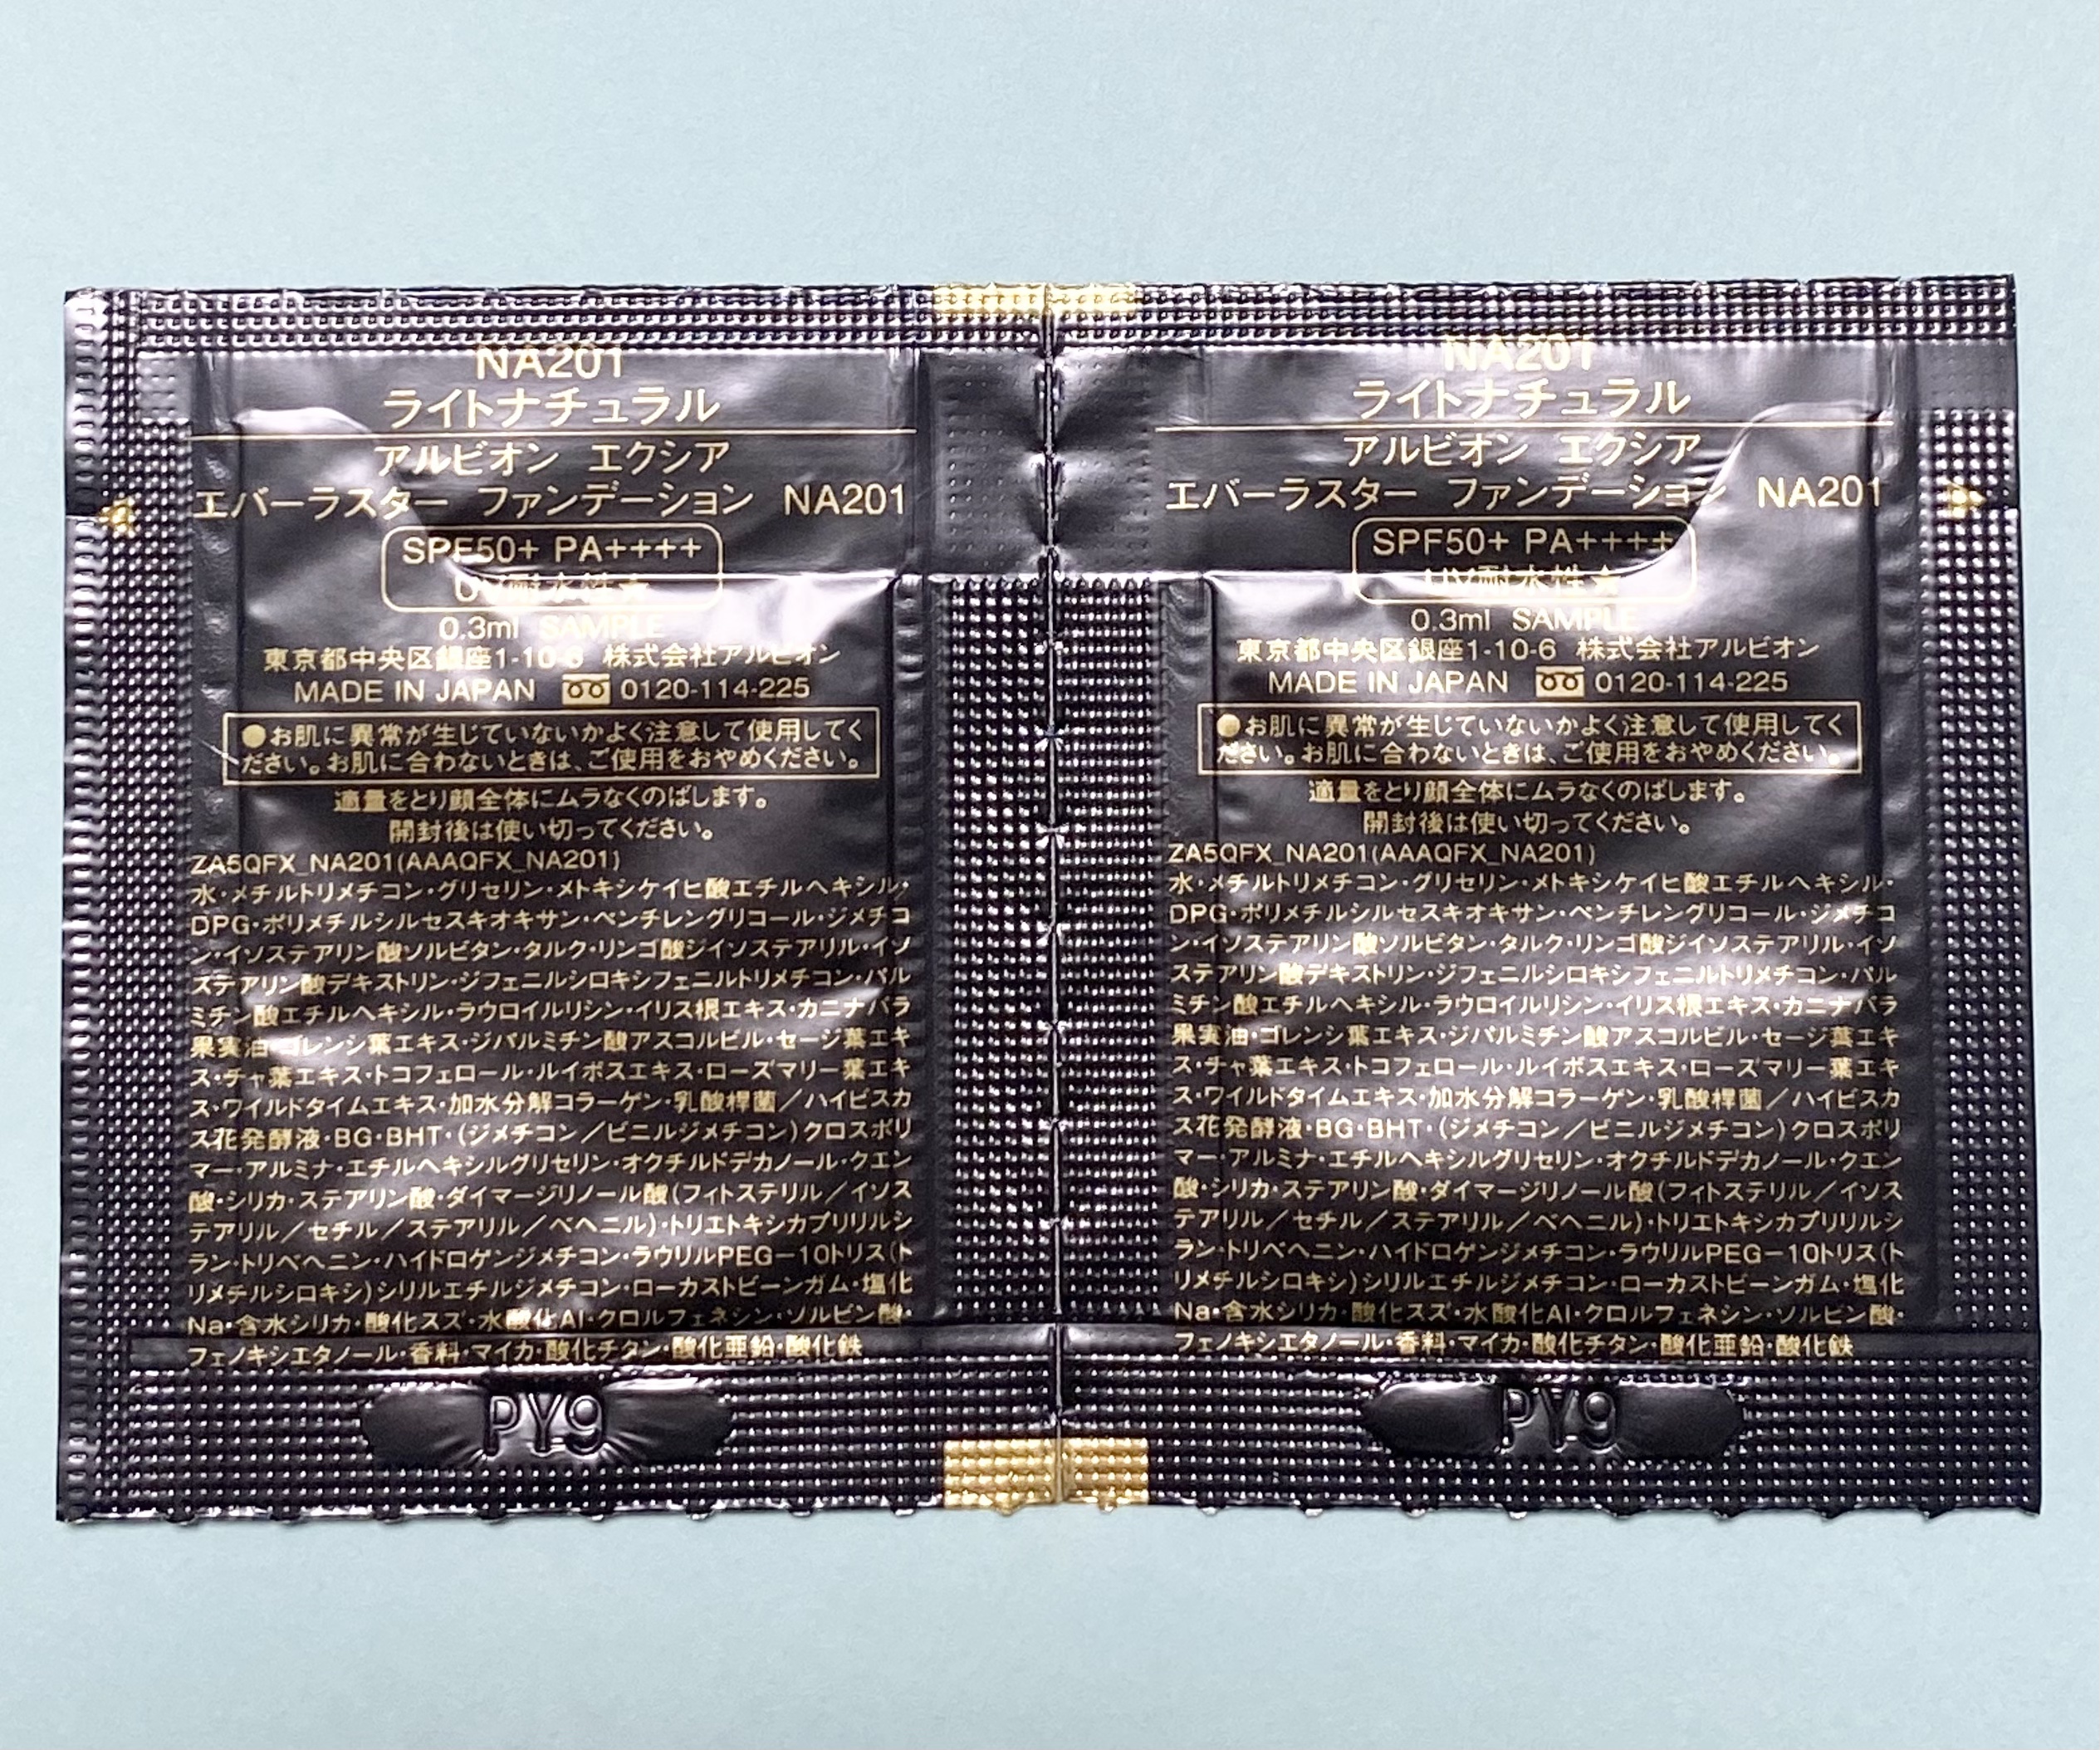 NA201
ライトナチュラル
アルビオン エクシア
エバーラスター ファンデーション NA201
SPF50+ PA++++
UV耐水性★
0.3ml SAMPLE
東京都中央区銀座1-10-6 株式会社アルビオン
MADE IN JAPAN 0120-114-225
●お肌に異常が生じていないかよく注意して使用してく
ださい。お肌に合わないときは、ご使用をおやめください。
適量をとり顔全体にムラなくのばします。
開封後は使い切ってください。
ZA5QFX_NA201(AAAQFX_NA201)
水・メチルトリメチコン・グリセリン・メトキシケイヒ酸エチルヘキシル・
DPG・ポリメチルシルセスキオキサン・ペンチレングリコール・ジメチコ
ン・イソステアリン酸ソルビタン・タルク・リンゴ酸ジイソステアリル・イソ
ステアリン酸デキストリン・ジフェニルシロキシフェニルトリメチコン・パル
ミチン酸エチルヘキシル・ラウロイルリシン・イリス根エキス・カニナバラ
果実油・ゴレンシ葉エキス・ジパルミチン酸アスコルビル・セージ葉エキ
ス・チャ葉エキス・トコフェロール・ルイボスエキス・ローズマリー葉エキ
ス・ワイルドタイムエキス・加水分解コラーゲン・乳酸桿菌／ハイビスカ
ス花発酵液・BG・BHT・(ジメチコン／ビニルジメチコン)クロスポリ
マー・アルミナ・エチルヘキシルグリセリン・オクチルドデカノール・クエン
酸・シリカ・ステアリン酸・ダイマージリノール酸(フィトステリル／イソス
テアリル／セチル／ステアリル／ベヘニル)・トリエトキシカプリリルシ
ラン・トリベヘニン・ハイドロゲンジメチコン・ラウリルPEG－10トリス(ト
リメチルシロキシ)シリルエチルジメチコン・ローカストビーンガム・塩化
Na・含水シリカ・酸化スズ・水酸化Al・クロルフェネシン・ソルビン酸・
フェノキシエタノール・香料・マイカ・酸化チタン・酸化亜鉛・酸化鉄
PY9
NA201
ライトナチュラル
アルビオン エクシア
エバーラスター ファンデーション NA201
SPF50+ PA++++
UV耐水性★
0.3ml SAMPLE
東京都中央区銀座1-10-6 株式会社アルビオン
MADE IN JAPAN 0120-114-225
●お肌に異常が生じていないかよく注意して使用してく
ださい。お肌に合わないときは、ご使用をおやめください。
適量をとり顔全体にムラなくのばします。
開封後は使い切ってください。
ZA5QFX_NA201(AAAQFX_NA201)
水・メチルトリメチコン・グリセリン・メトキシケイヒ酸エチルヘキシル・
DPG・ポリメチルシルセスキオキサン・ペンチレングリコール・ジメチコ
ン・イソステアリン酸ソルビタン・タルク・リンゴ酸ジイソステアリル・イソ
ステアリン酸デキストリン・ジフェニルシロキシフェニルトリメチコン・パル
ミチン酸エチルヘキシル・ラウロイルリシン・イリス根エキス・カニナバラ
果実油・ゴレンシ葉エキス・ジパルミチン酸アスコルビル・セージ葉エキ
ス・チャ葉エキス・トコフェロール・ルイボスエキス・ローズマリー葉エキ
ス・ワイルドタイムエキス・加水分解コラーゲン・乳酸桿菌／ハイビスカ
ス花発酵液・BG・BHT・(ジメチコン／ビニルジメチコン)クロスポリ
マー・アルミナ・エチルヘキシルグリセリン・オクチルドデカノール・クエン
酸・シリカ・ステアリン酸・ダイマージリノール酸(フィトステリル／イソス
テアリル／セチル／ステアリル／ベヘニル)・トリエトキシカプリリルシ
ラン・トリベヘニン・ハイドロゲンジメチコン・ラウリルPEG－10トリス(ト
リメチルシロキシ)シリルエチルジメチコン・ローカストビーンガム・塩化
Na・含水シリカ・酸化スズ・水酸化Al・クロルフェネシン・ソルビン酸・
フェノキシエタノール・香料・マイカ・酸化チタン・酸化亜鉛・酸化鉄
PY9